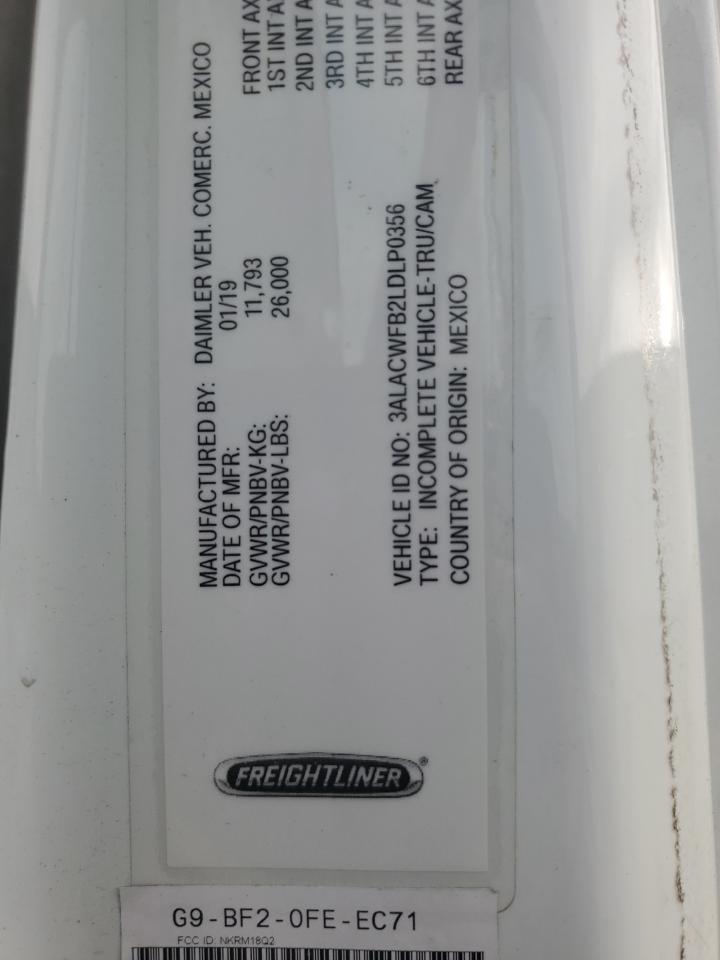 FREIGHTLINER®
MANUFACTURED BY: DAIMLER VEH. COMERC. MEXICO
DATE OF MFR: 01/19
GVWR/PNBV-KG: 11,793
GVWR/PNBV-LBS: 26,000
FRONT AX
1ST INT AX
2ND INT A
3RD INT A
4TH INT A
5TH INT A
6TH INT A
REAR AX
VEHICLE ID NO: 3ALACWFB2LDLP0356
TYPE: INCOMPLETE VEHICLE-TRU/CAM
COUNTRY OF ORIGIN: MEXICO
G9-BF2-0FE-EC71
FCC ID: NKRM18Q2